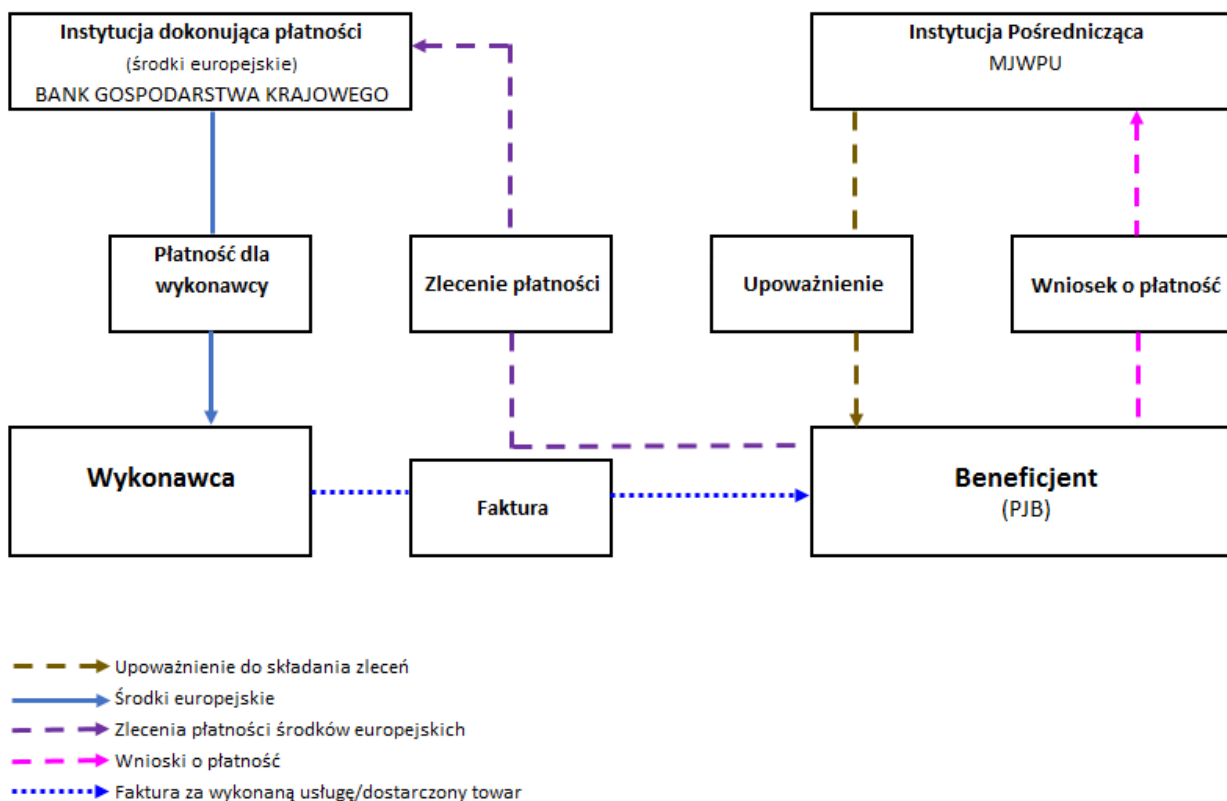 Instytucja dokonująca płatności
(środki europejskie)
BANK GOSPODARSTWA KRAJOWEGO
Instytucja Pośrednicząca
MJWPU
Płatność dla
wykonawcy
Zlecenie płatności
Upoważnienie
Wniosek o płatność
Wykonawca
Faktura
Beneficjent
(PJB)
Upoważnienie do składania zleceń
Środki europejskie
Zlecenia płatności środków europejskich
Wnioski o płatność
Faktura za wykonaną usługę/dostarczony towar